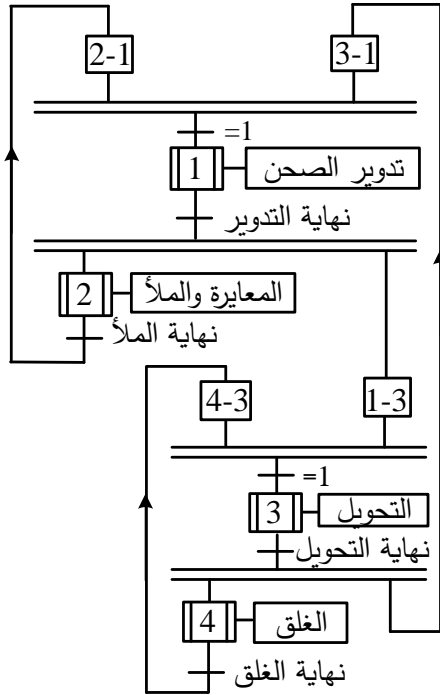 2-1
3-1
=1
1
تدوير الصحن
نهاية التدوير
2
المعايرة والملأ
نهاية الملأ
4-3
1-3
=1
3
التحويل
نهاية التحويل
4
الغلق
نهاية الغلق